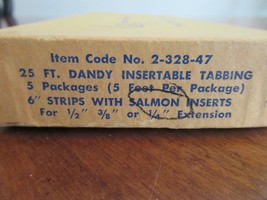 Item Code No. 2-328-47
25 FT. DANDY INSERTABLE TABBING
5 Packages (5 Feet Per Package)
6" STRIPS WITH SALMON INSERTS
For 1/2" 3/8" or 1/4" Extension